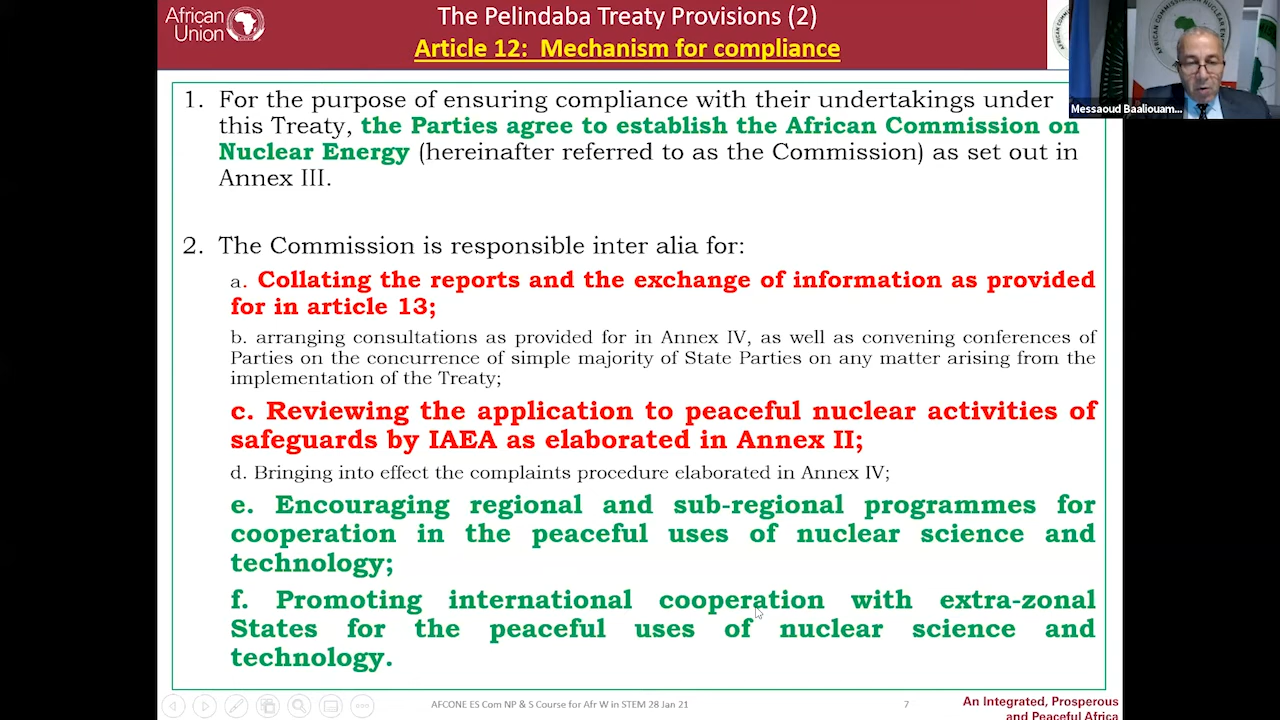 African
Union
The Pelindaba Treaty Provisions (2)
Article 12: Mechanism for compliance
AFRICAN COMMISSION ON NUCLEAR ENERGY
Messaoud Baaliouam...
1. For the purpose of ensuring compliance with their undertakings under
this Treaty, the Parties agree to establish the African Commission on
Nuclear Energy (hereinafter referred to as the Commission) as set out in
Annex III.
2. The Commission is responsible inter alia for:
a. Collating the reports and the exchange of information as provided
for in article 13;
b. arranging consultations as provided for in Annex IV, as well as convening conferences of
Parties on the concurrence of simple majority of State Parties on any matter arising from the
implementation of the Treaty;
c. Reviewing the application to peaceful nuclear activities of
safeguards by IAEA as elaborated in Annex II;
d. Bringing into effect the complaints procedure elaborated in Annex IV;
e. Encouraging regional and sub-regional programmes for
cooperation in the peaceful uses of nuclear science and
technology;
f. Promoting international cooperation with extra-zonal
States for the peaceful uses of nuclear science and
technology.
AFCONE ES Com NP & S Course for Afr W in STEM 28 Jan 21
7
An Integrated, Prosperous
and Peaceful Africa